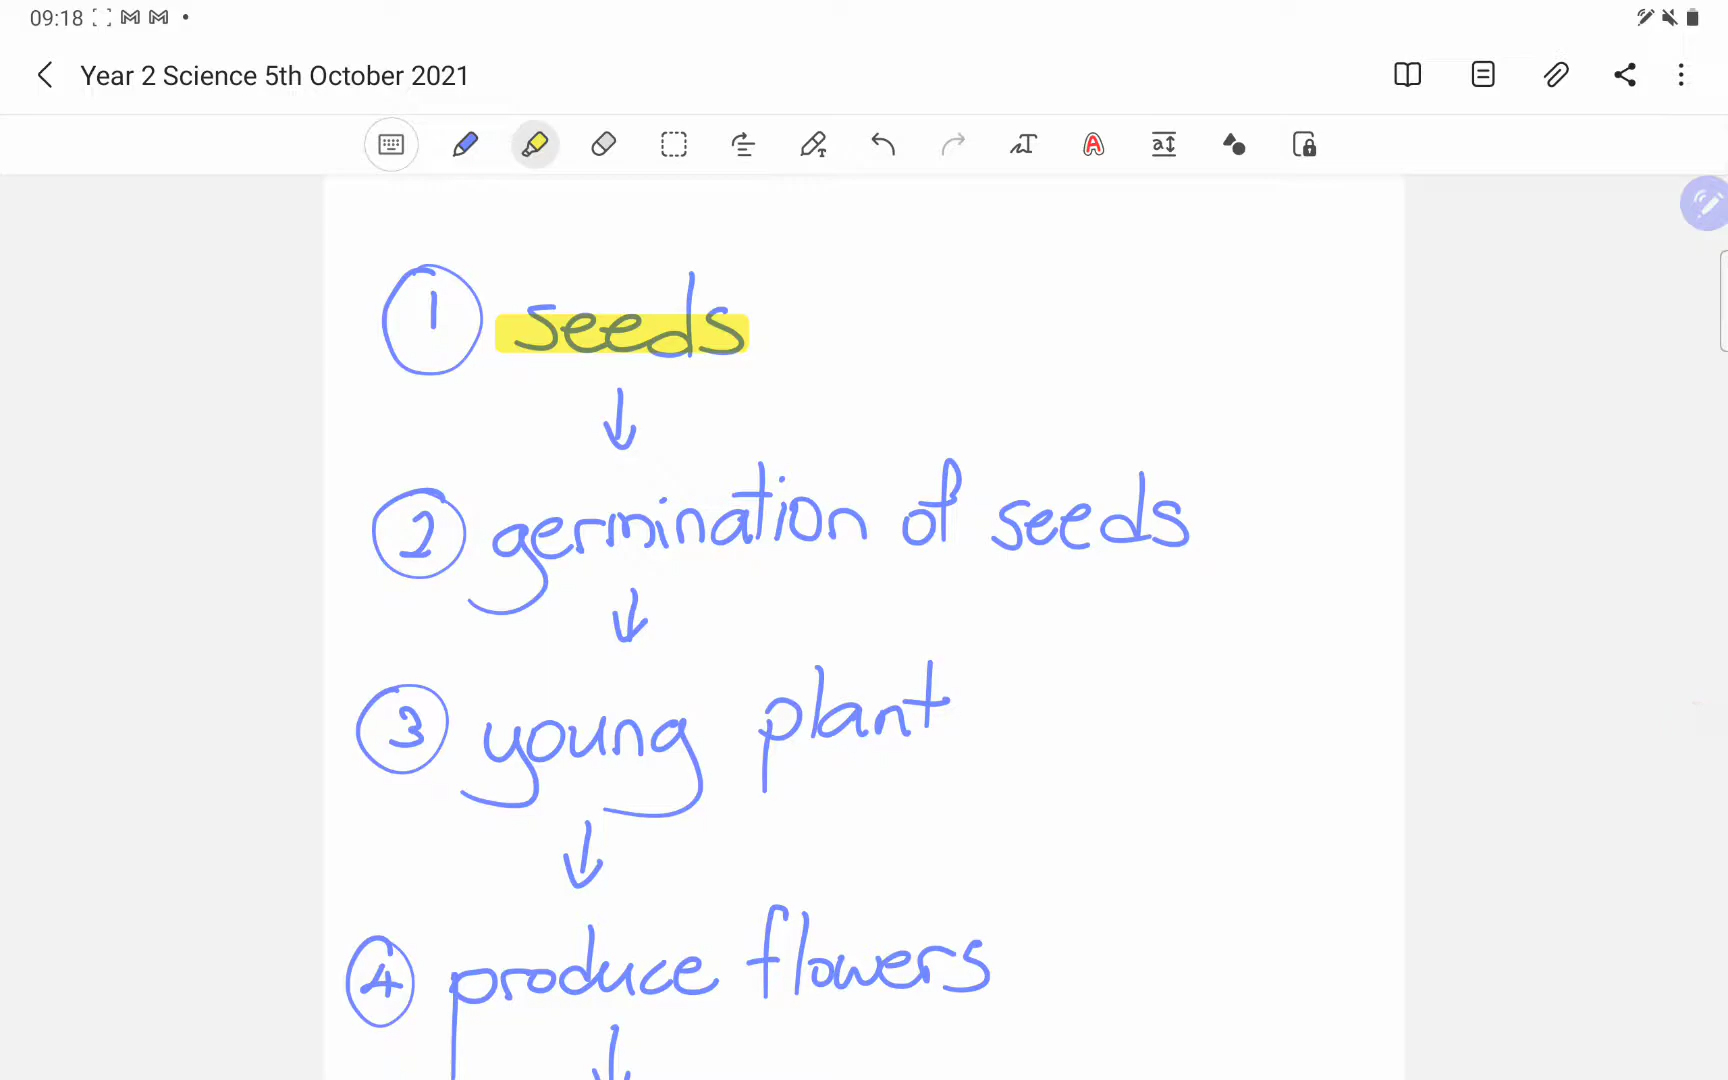 09:18
Year 2 Science 5th October 2021
1 seeds
2 germination of seeds
3 young plant
4 produce flowers